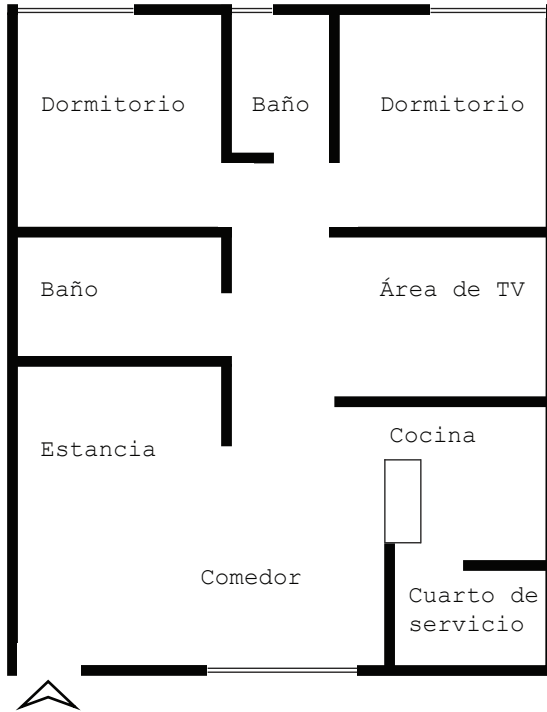 Dormitorio
Baño
Dormitorio
Baño
Área de TV
Estancia
Cocina
Comedor
Cuarto de
servicio